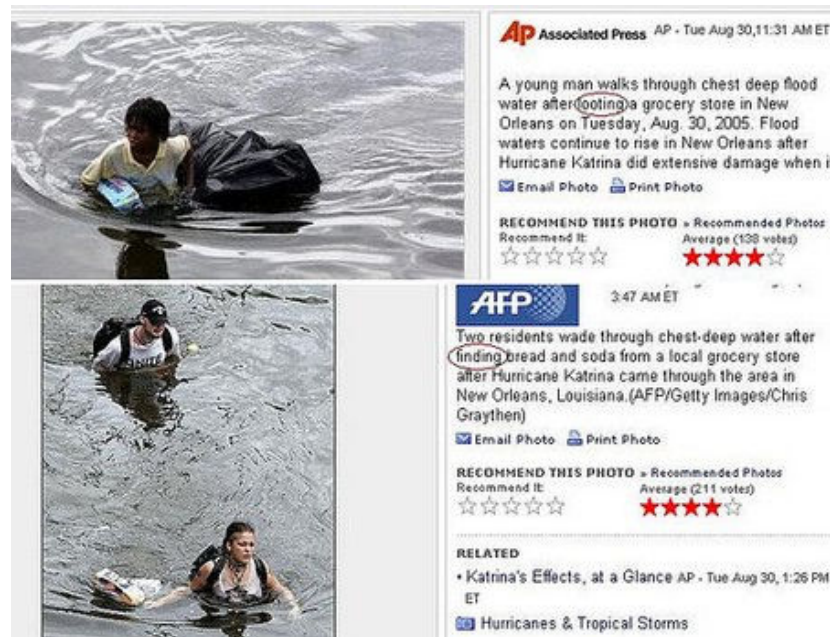 AP Associated Press AP - Tue Aug 30, 11:31 AM ET
A young man walks through chest deep flood
water after looting a grocery store in New
Orleans on Tuesday, Aug. 30, 2005. Flood
waters continue to rise in New Orleans after
Hurricane Katrina did extensive damage when
Email Photo Print Photo
RECOMMEND THIS PHOTO » Recommended Photos
Recommend It: Average (138 votes)
AFP 3:47 AM ET
Two residents wade through chest-deep water after
finding bread and soda from a local grocery store
after Hurricane Katrina came through the area in
New Orleans, Louisiana.(AFP/Getty Images/Chris
Graythen)
Email Photo Print Photo
RECOMMEND THIS PHOTO » Recommended Photos
Recommend It: Average (211 votes)
RELATED
• Katrina's Effects, at a Glance AP - Tue Aug 30, 1:26 PM
ET
Hurricanes & Tropical Storms